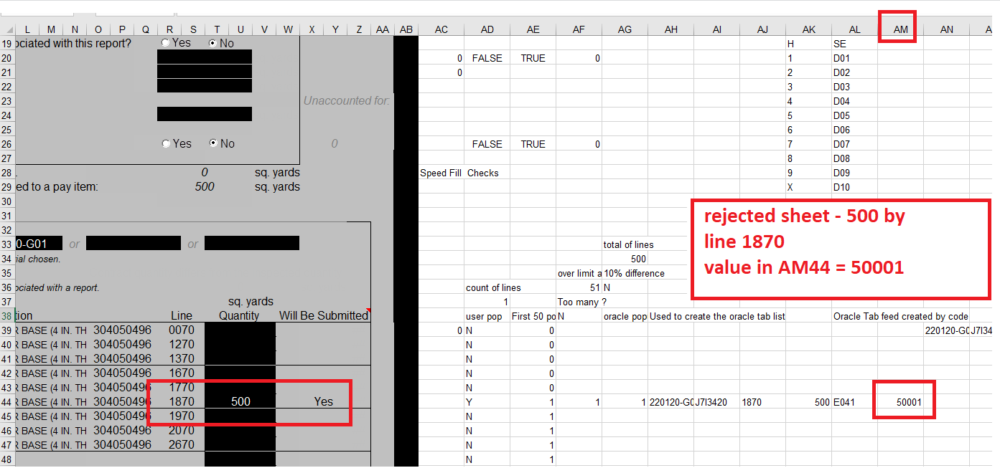 L M N O P Q R S T U V W X Y Z AA AB AC AD AE AF AG AH AI AJ AK AL AM AN A
19 ociated with this report? Yes No H SE
20 0 FALSE TRUE 0 1 D01
21 0 2 D02
22 3 D03
23 Unaccounted for: 4 D04
24 5 D05
25 6 D06
26 Yes No 0 FALSE TRUE 0 7 D07
27 8 D08
28 0 sq. yards Speed Fill Checks 9 D09
29 ed to a pay item: 500 sq. yards X D10
30
31
rejected sheet - 500 by
line 1870
value in AM44 = 50001
32
33 0-G01 or or total of lines
34 ial chosen. 500
35 over limit a 10% difference
36 ociated with a report. count of lines 51 N
37 sq. yards 1 Too many ?
38 tion Line Quantity Will Be Submitted user pop First 50 po N oracle pop Used to create the oracle tab list Oracle Tab feed created by code
39 R BASE (4 IN. TH 304050496 0070 0 N 0 220120-G0 J7I34
40 R BASE (4 IN. TH 304050496 1270 N 0
41 R BASE (4 IN. TH 304050496 1370 N 0
42 R BASE (4 IN. TH 304050496 1670 N 0
43 R BASE (4 IN. TH 304050496 1770 N 0
44 R BASE (4 IN. TH 304050496 1870 500 Yes Y 1 1 1 220120-G0 J7I3420 1870 500 E041 50001
45 R BASE (4 IN. TH 304050496 1970 N 1
46 R BASE (4 IN. TH 304050496 2070 N 1
47 R BASE (4 IN. TH 304050496 2670 N 1
48 N 1